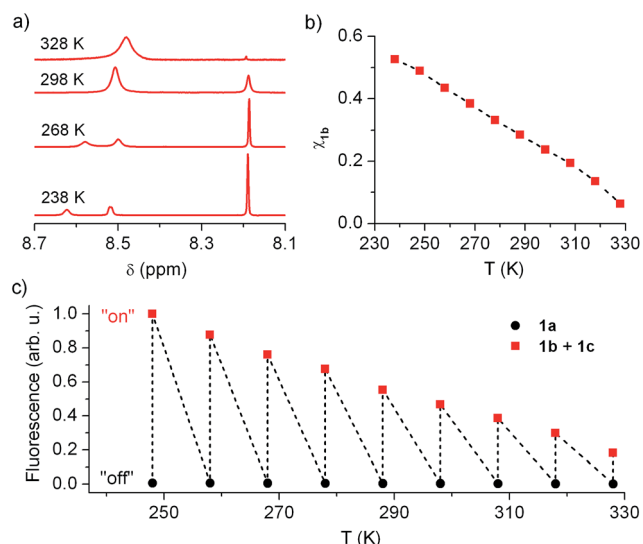 a)
328 K
298 K
268 K
238 K
8.7 8.5 8.3 8.1
δ (ppm)
b)
0.6
0.4
0.2
0.0
χ1b
230 250 270 290 310 330
T (K)
c)
Fluorescence (arb. u.)
1.0
0.8
0.6
0.4
0.2
0.0
"on"
"off"
1a
1b + 1c
250 270 290 310 330
T (K)